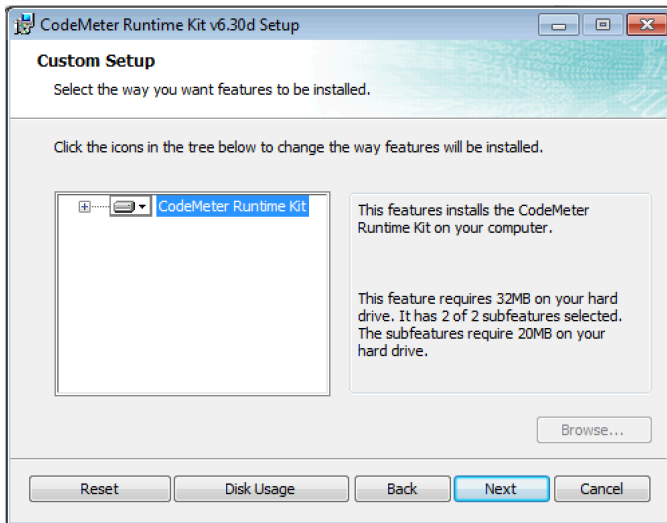 CodeMeter Runtime Kit v6.30d Setup
Custom Setup
Select the way you want features to be installed.
Click the icons in the tree below to change the way features will be installed.
CodeMeter Runtime Kit
This features installs the CodeMeter
Runtime Kit on your computer.
This feature requires 32MB on your hard
drive. It has 2 of 2 subfeatures selected.
The subfeatures require 20MB on your
hard drive.
Browse...
Reset
Disk Usage
Back
Next
Cancel